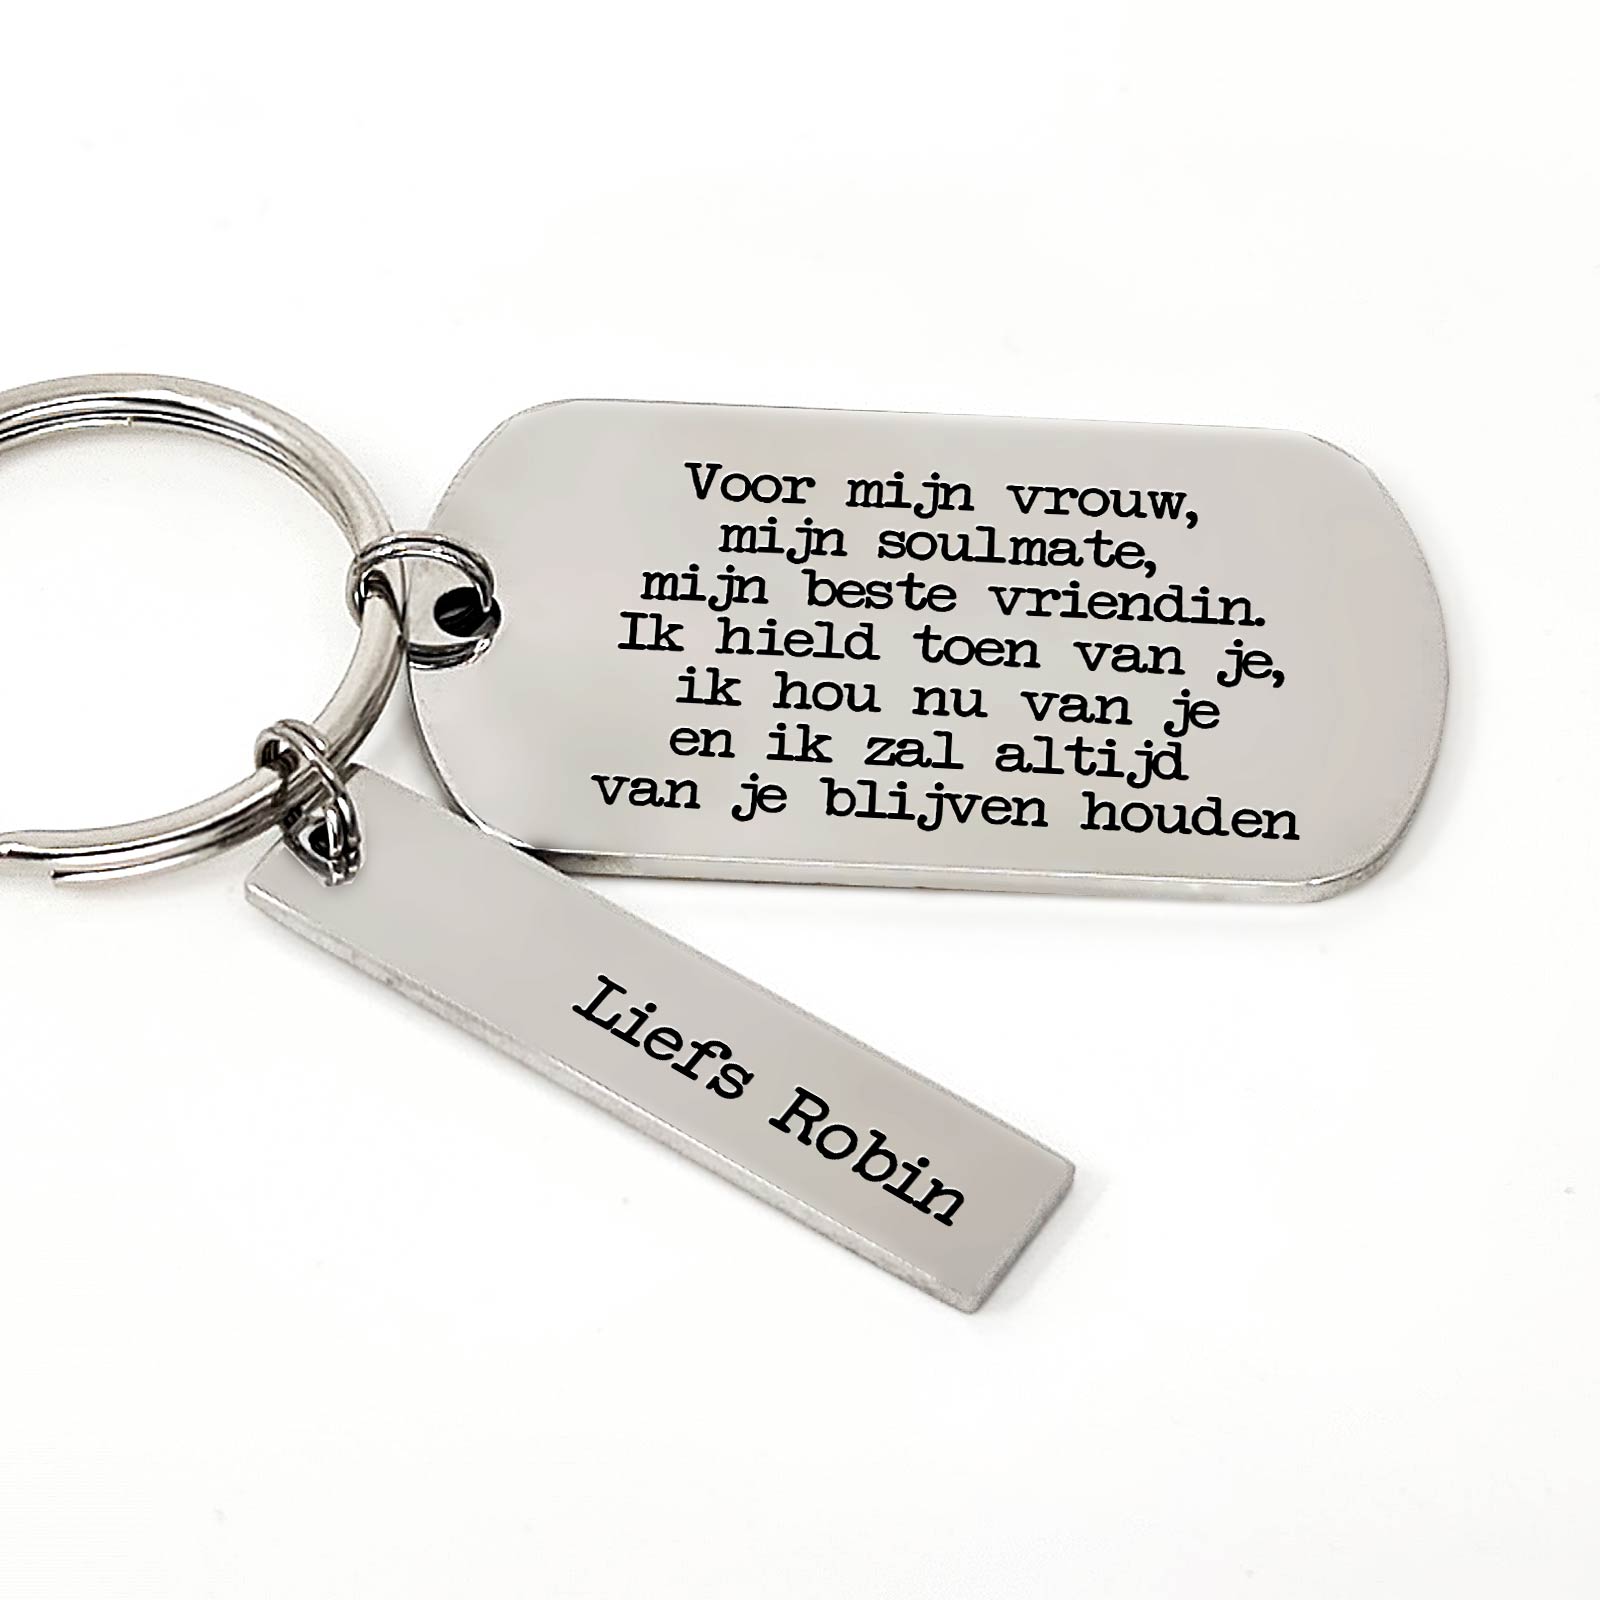 Voor mijn vrouw,
mijn soulmate,
mijn beste vriendin.
Ik hield toen van je,
ik hou nu van je
en ik zal altijd
van je blijven houden
Liefs Robin